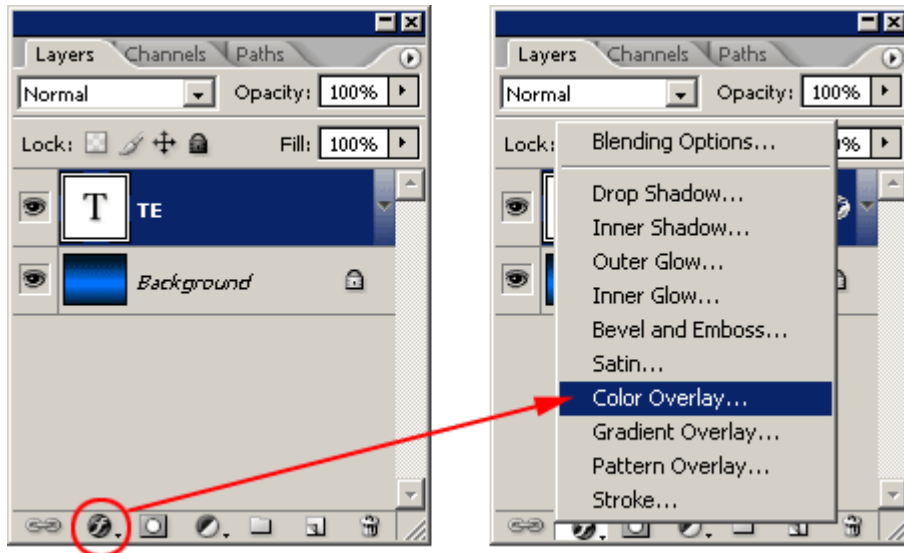 Layers Channels Paths
Normal Opacity: 100%
Lock: Fill: 100%
T TE
Background
Layers Channels Paths
Normal Opacity: 100%
Lock: 9%
Blending Options...
Drop Shadow...
Inner Shadow...
Outer Glow...
Inner Glow...
Bevel and Emboss...
Satin...
Color Overlay...
Gradient Overlay...
Pattern Overlay...
Stroke...